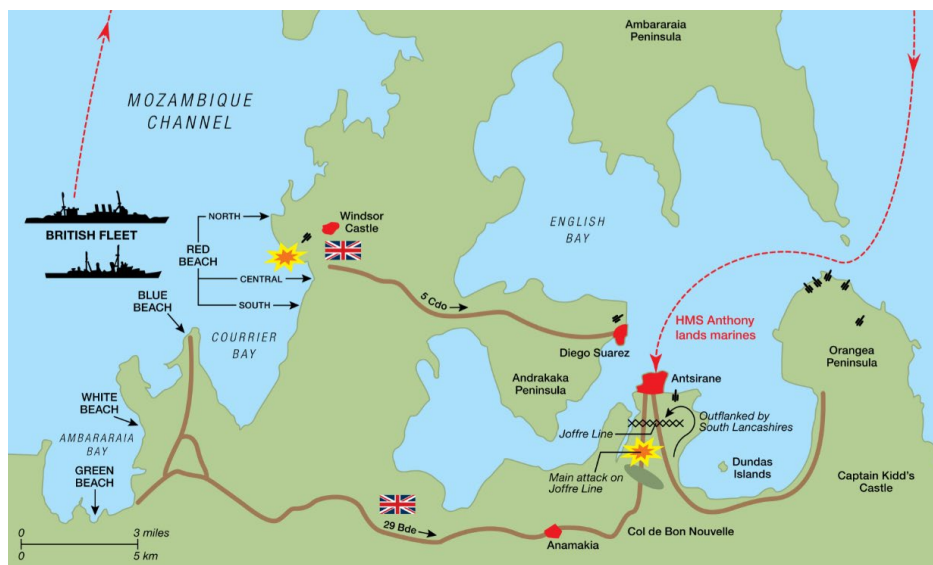 Ambararaia
Peninsula
MOZAMBIQUE
CHANNEL
BRITISH FLEET
NORTH
RED
BEACH
CENTRAL
SOUTH
Windsor
Castle
ENGLISH
BAY
5 Cdo
BLUE
BEACH
COURRIER
BAY
HMS Anthony
lands marines
Diego Suarez
Orangea
Peninsula
Andrakaka
Peninsula
Antsirane
WHITE
BEACH
AMBARARAIA
BAY
GREEN
BEACH
Joffre Line
Outflanked by
South Lancashires
Main attack on
Joffre Line
Dundas
Islands
Captain Kidd's
Castle
29 Bde
Anamakia
Col de Bon Nouvelle
0 3 miles
0 5 km